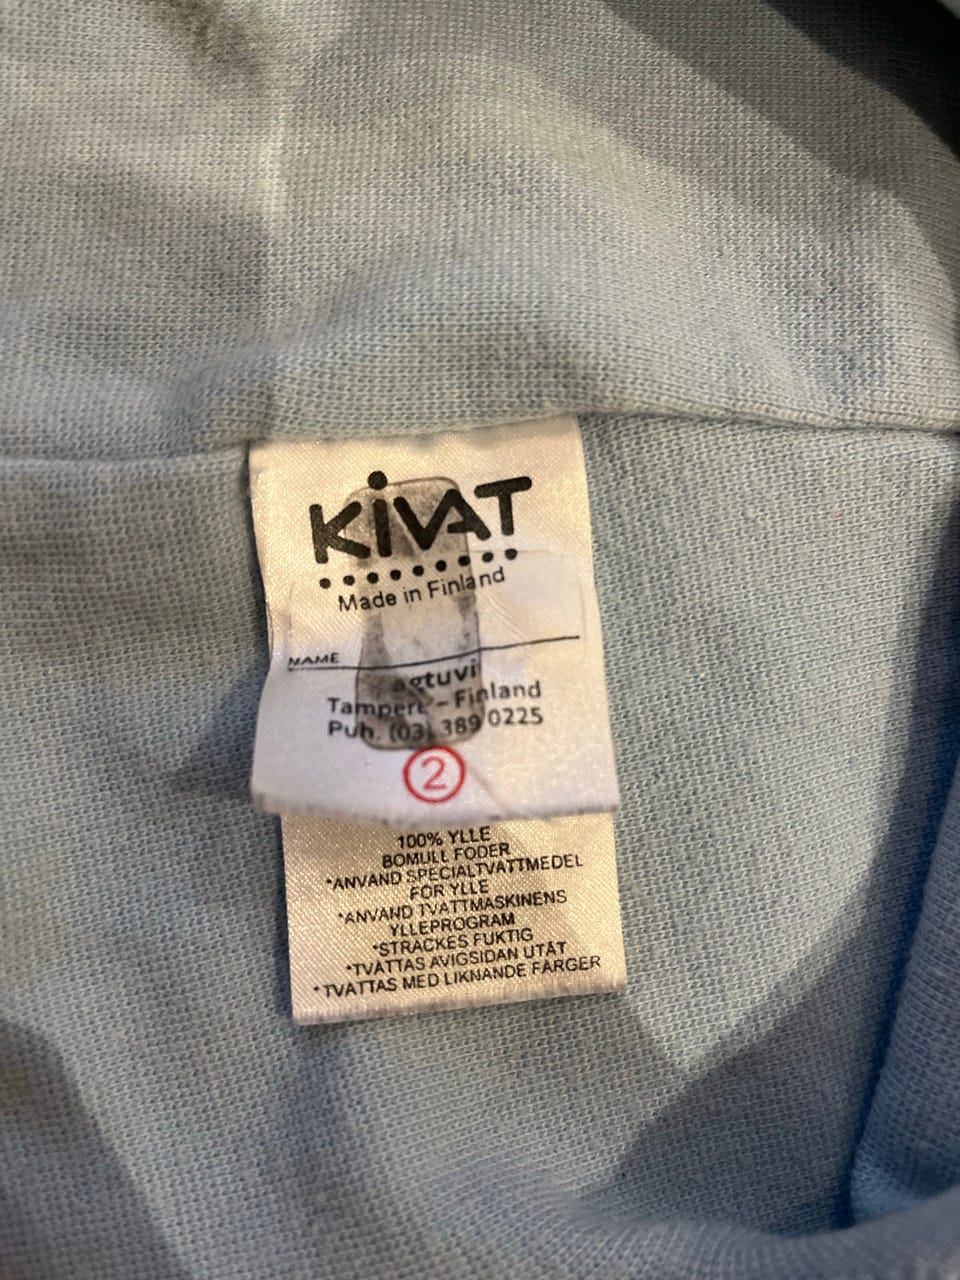 KiVAT
Made in Finland
NAME
agtuvi
Tampere - Finland
Puh. (03) 389 0225
2
100% YLLE
BOMULL FODER
*ANVAND SPECIALTVATTMEDEL
FOR YLLE
*ANVAND TVATTMASKINENS
YLLEPROGRAM
*STRACKES FUKTIG
*TVATTAS AVIGSIDAN UTÅT
*TVATTAS MED LIKNANDE FARGER